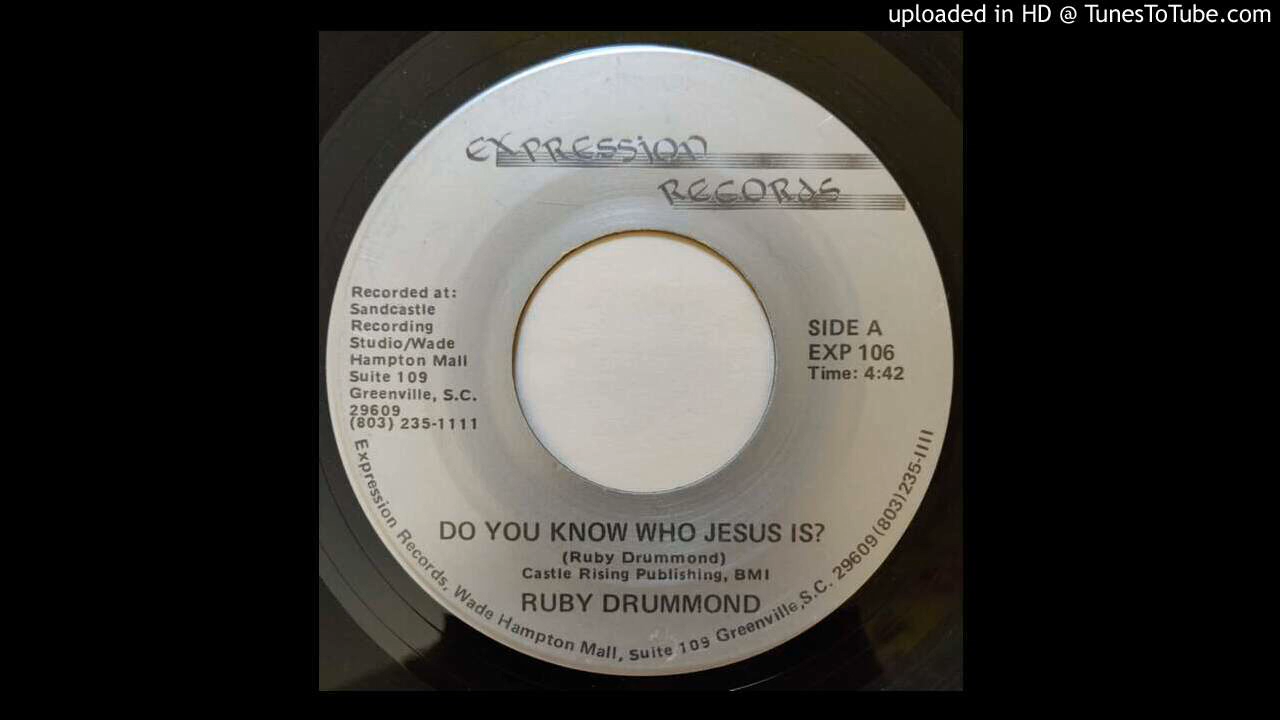 uploaded in HD @ TunesToTube.com
EXPRESSION
RECORDS
Recorded at:
Sandcastle
Recording
Studio/Wade
Hampton Mall
Suite 109
Greenville, S.C.
29609
(803) 235-1111
SIDE A
EXP 106
Time: 4:42
DO YOU KNOW WHO JESUS IS?
(Ruby Drummond)
Castle Rising Publishing, BMI
RUBY DRUMMOND
Expression Records, Wade Hampton Mall, Suite 109 Greenville, S.C. 29609 (803) 235-1111